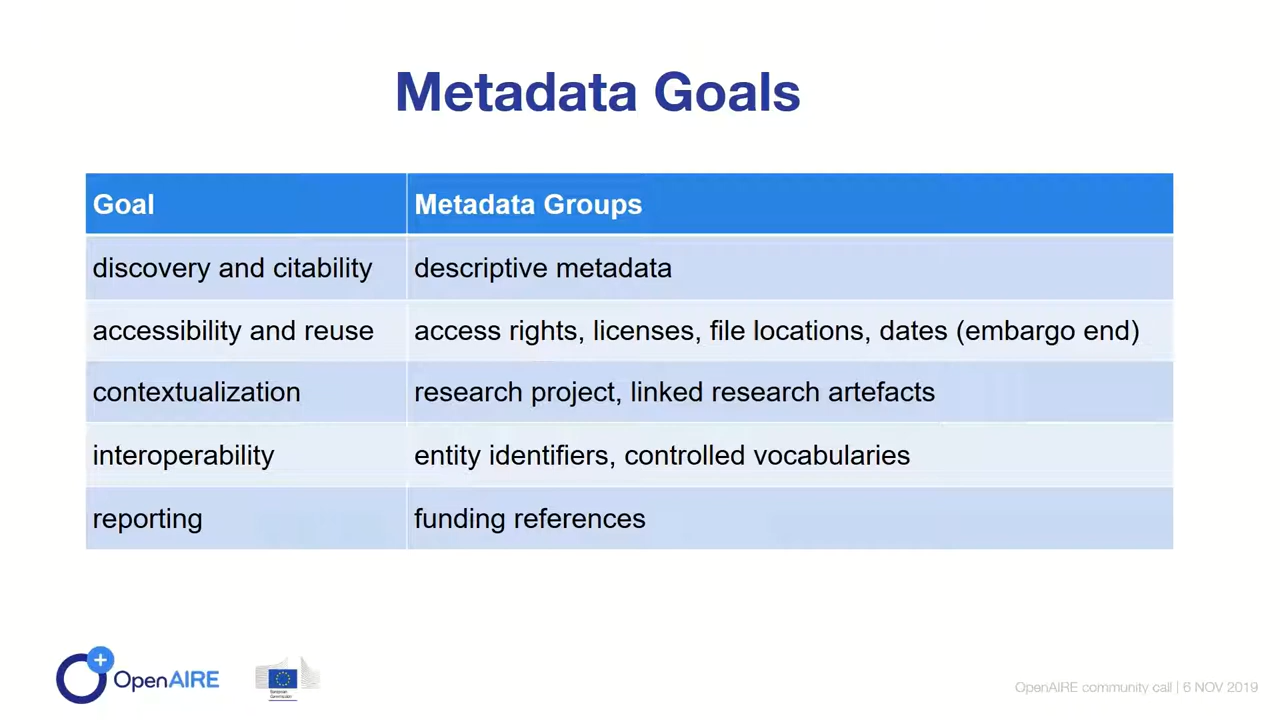 Metadata Goals
Goal Metadata Groups
discovery and citability descriptive metadata
accessibility and reuse access rights, licenses, file locations, dates (embargo end)
contextualization research project, linked research artefacts
interoperability entity identifiers, controlled vocabularies
reporting funding references
OpenAIRE
European
Commission
OpenAIRE community call | 6 NOV 2019